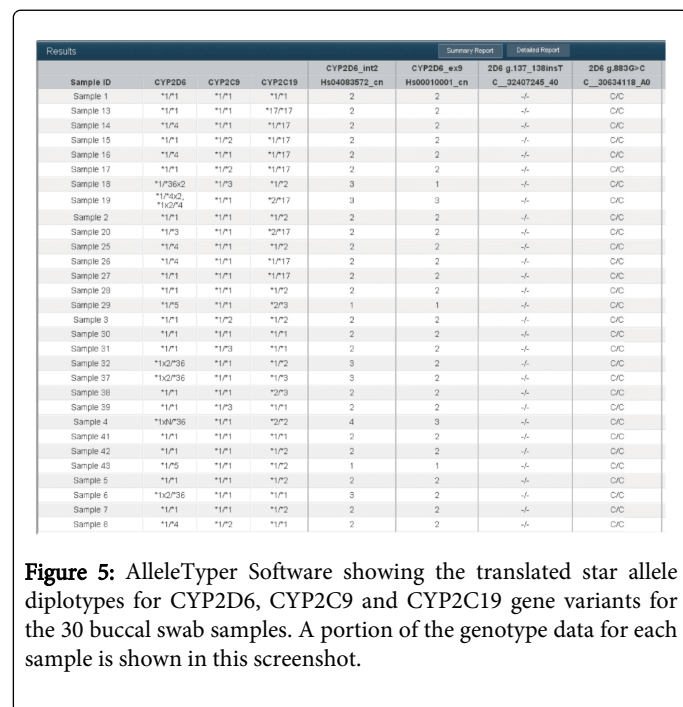 Results Summary Report Detailed Report
CYP2D6_int2 CYP2D6_ex9 2D6 g.137_138insT 2D6 g.883G>C
Sample ID CYP2D6 CYP2C9 CYP2C19 Hs04083572_cn Hs00010001_cn C__32407245_40 C__30634118_A0
Sample 1 *1/*1 *1/*1 *1/*1 2 2 -/- C/C
Sample 13 *1/*1 *1/*1 *17/*17 2 2 -/- C/C
Sample 14 *1/*4 *1/*1 *1/*17 2 2 -/- C/C
Sample 15 *1/*1 *1/*2 *1/*17 2 2 -/- C/C
Sample 16 *1/*4 *1/*1 *1/*17 2 2 -/- C/C
Sample 17 *1/*1 *1/*2 *1/*17 2 2 -/- C/C
Sample 18 *1/*36x2 *1/*3 *1/*2 3 1 -/- C/C
Sample 19 *1/*4x2, *1x2/*4 *1/*1 *2/*17 3 3 -/- C/C
Sample 2 *1/*1 *1/*1 *1/*2 2 2 -/- C/C
Sample 20 *1/*3 *1/*1 *2/*17 2 2 -/- C/C
Sample 25 *1/*4 *1/*1 *1/*2 2 2 -/- C/C
Sample 26 *1/*4 *1/*1 *1/*17 2 2 -/- C/C
Sample 27 *1/*1 *1/*1 *1/*17 2 2 -/- C/C
Sample 28 *1/*1 *1/*1 *1/*2 2 2 -/- C/C
Sample 29 *1/*5 *1/*1 *2/*3 1 1 -/- C/C
Sample 3 *1/*1 *1/*2 *1/*2 2 2 -/- C/C
Sample 30 *1/*1 *1/*1 *1/*1 2 2 -/- C/C
Sample 31 *1/*1 *1/*3 *1/*1 2 2 -/- C/C
Sample 32 *1x2/*36 *1/*1 *1/*2 3 2 -/- C/C
Sample 37 *1x2/*36 *1/*1 *1/*3 3 2 -/- C/C
Sample 38 *1/*1 *1/*1 *2/*3 2 2 -/- C/C
Sample 39 *1/*1 *1/*3 *1/*1 2 2 -/- C/C
Sample 4 *1xN/*36 *1/*1 *2/*2 4 3 -/- C/C
Sample 41 *1/*1 *1/*1 *1/*1 2 2 -/- C/C
Sample 42 *1/*1 *1/*1 *1/*2 2 2 -/- C/C
Sample 43 *1/*5 *1/*1 *1/*2 1 1 -/- C/C
Sample 5 *1/*1 *1/*1 *1/*2 2 2 -/- C/C
Sample 6 *1x2/*36 *1/*1 *1/*1 3 2 -/- C/C
Sample 7 *1/*1 *1/*1 *1/*2 2 2 -/- C/C
Sample 8 *1/*4 *1/*2 *1/*1 2 2 -/- C/C
Figure 5: AlleleTyper Software showing the translated star allele
diplotypes for CYP2D6, CYP2C9 and CYP2C19 gene variants for
the 30 buccal swab samples. A portion of the genotype data for each
sample is shown in this screenshot.